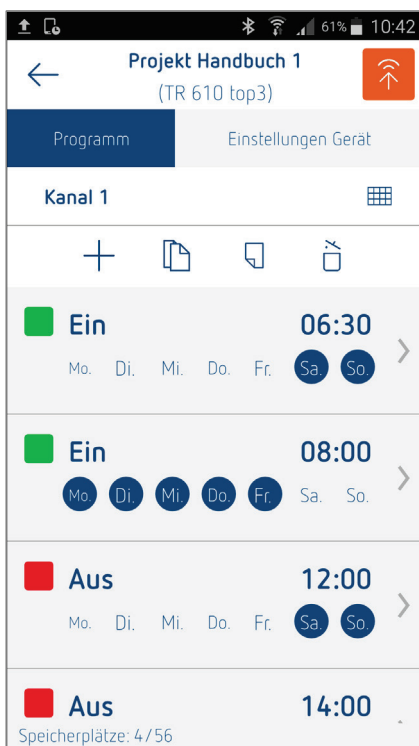 61% 10:42
Projekt Handbuch 1
(TR 610 top3)
Programm Einstellungen Gerät
Kanal 1
Ein 06:30
Mo. Di. Mi. Do. Fr. Sa. So.
Ein 08:00
Mo. Di. Mi. Do. Fr. Sa. So.
Aus 12:00
Mo. Di. Mi. Do. Fr. Sa. So.
Aus 14:00
Speicherplätze: 4/56